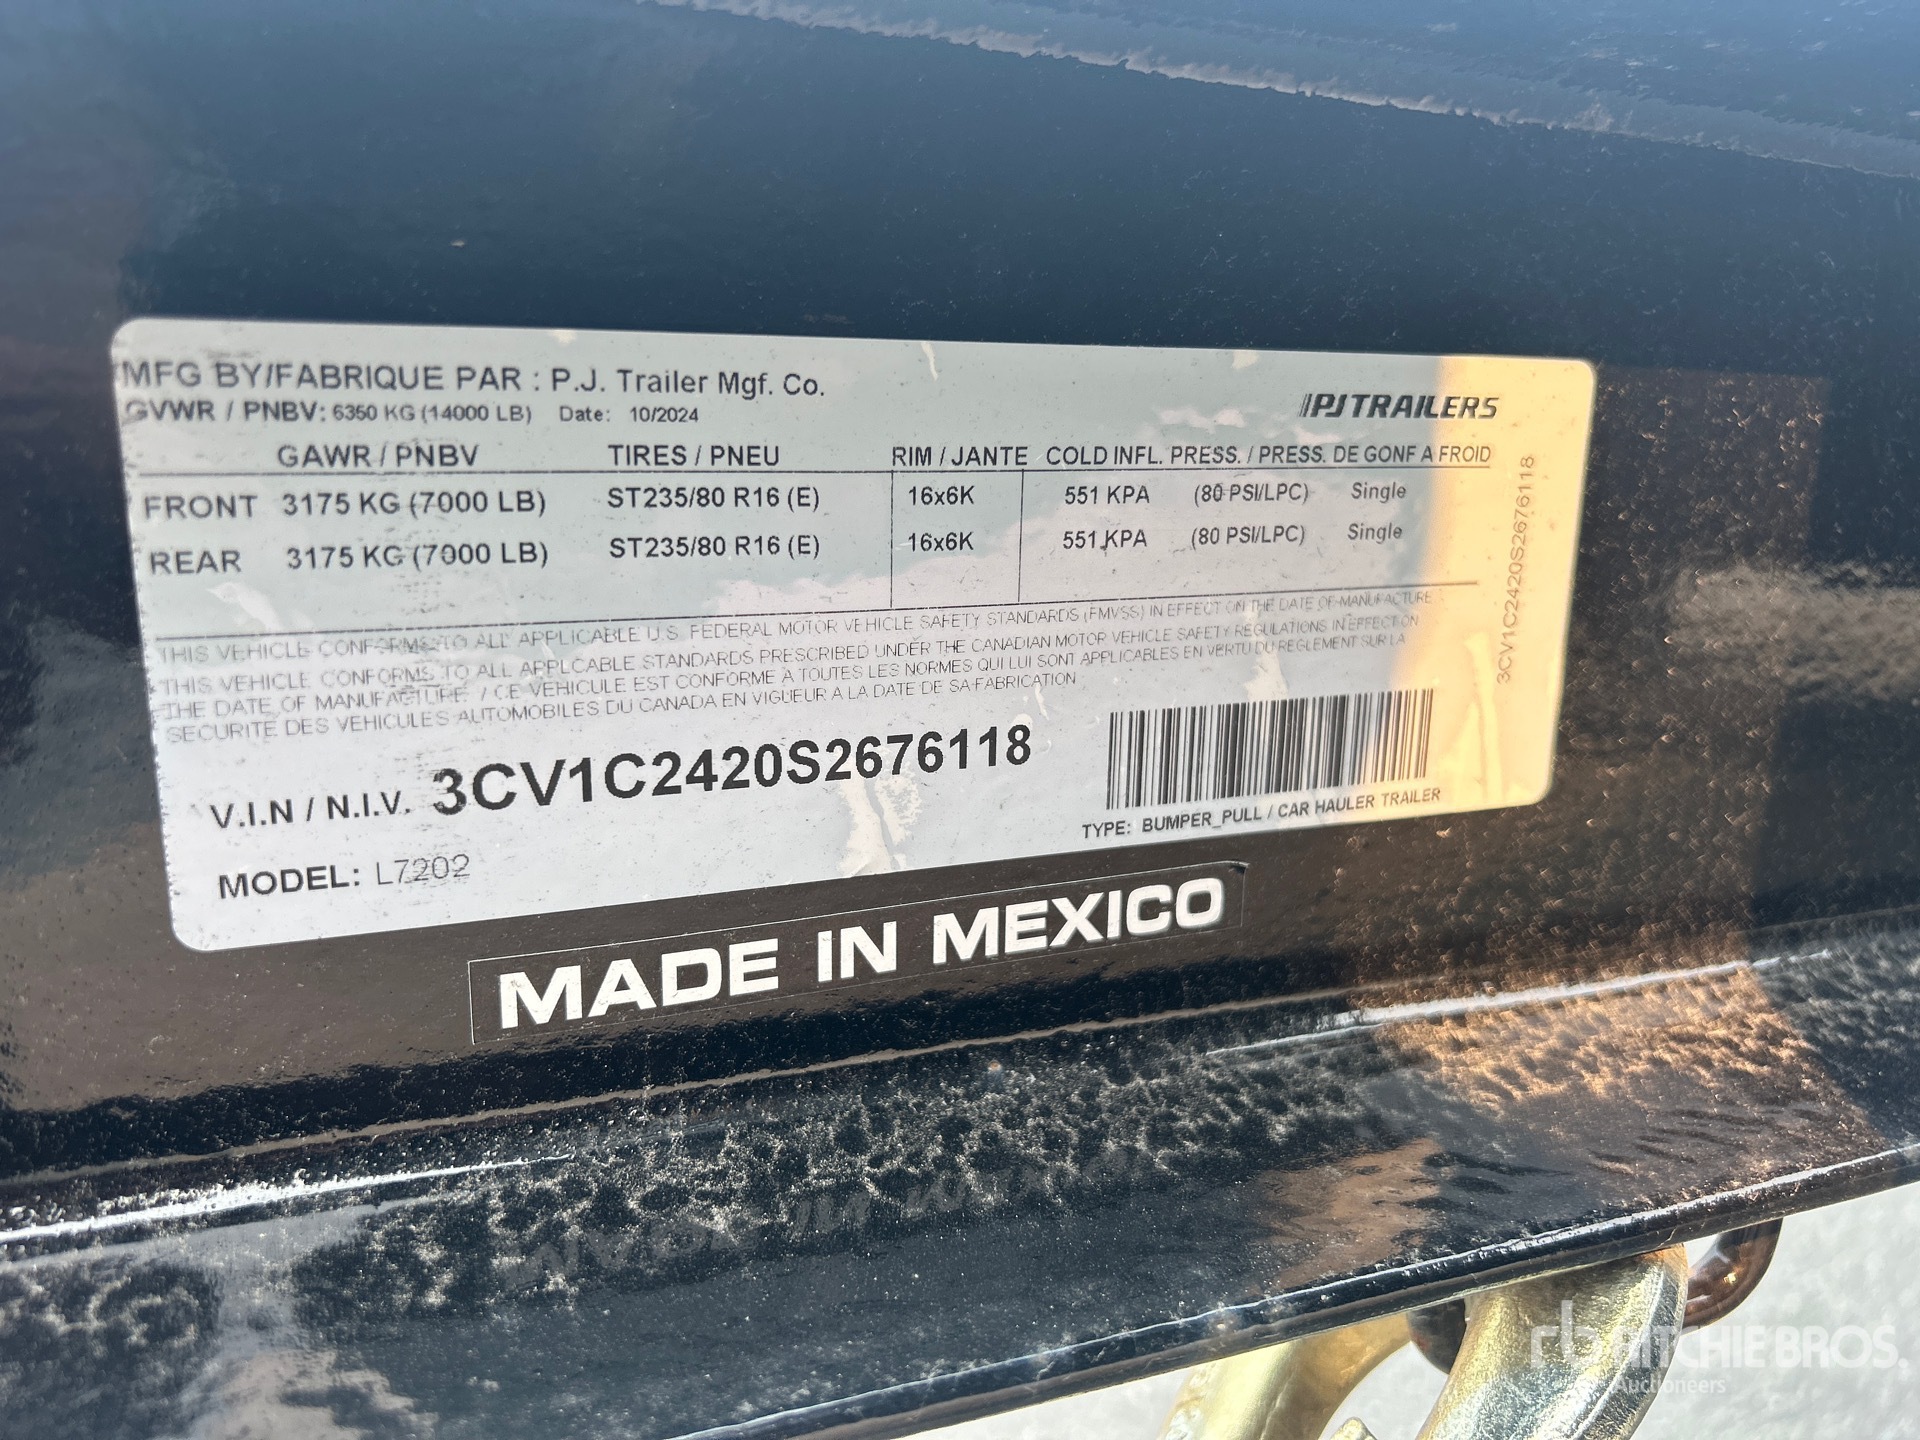 MFG BY/FABRIQUE PAR : P.J. Trailer Mgf. Co.
GVWR / PNBV: 6350 KG (14000 LB) Date: 10/2024
PJTRAILERS
GAWR / PNBV TIRES / PNEU RIM / JANTE COLD INFL. PRESS. / PRESS. DE GONF A FROID
FRONT 3175 KG (7000 LB) ST235/80 R16 (E) 16x6K 551 KPA (80 PSI/LPC) Single
REAR 3175 KG (7000 LB) ST235/80 R16 (E) 16x6K 551 KPA (80 PSI/LPC) Single
THIS VEHICLE CONFORMS TO ALL APPLICABLE U.S. FEDERAL MOTOR VEHICLE SAFETY STANDARDS (FMVSS) IN EFFECT ON THE DATE OF MANUFACTURE
THIS VEHICLE CONFORMS TO ALL APPLCABLE STANDARDS PRESCRIBED UNDER THE CANADIAN MOTOR VEHICLE SAFETY REGULATIONS IN EFFECT ON
THE DATE OF MANUFACTURE. / CE VEHICULE EST CONFORME A TOUTES LES NORMES QUI LUI SONT APPLICABLES EN VERTU DU REGLEMENT SUR LA
SECURITE DES VEHICULES AUTOMOBILES DU CANADA EN VIGUEUR A LA DATE DE SA FABRICATION
3CV1C2420S2676118
V.I.N / N.I.V. 3CV1C2420S2676118
TYPE: BUMPER_PULL / CAR HAULER TRAILER
MODEL: L7202
MADE IN MEXICO
rb RITCHIE BROS.
Auctioneers